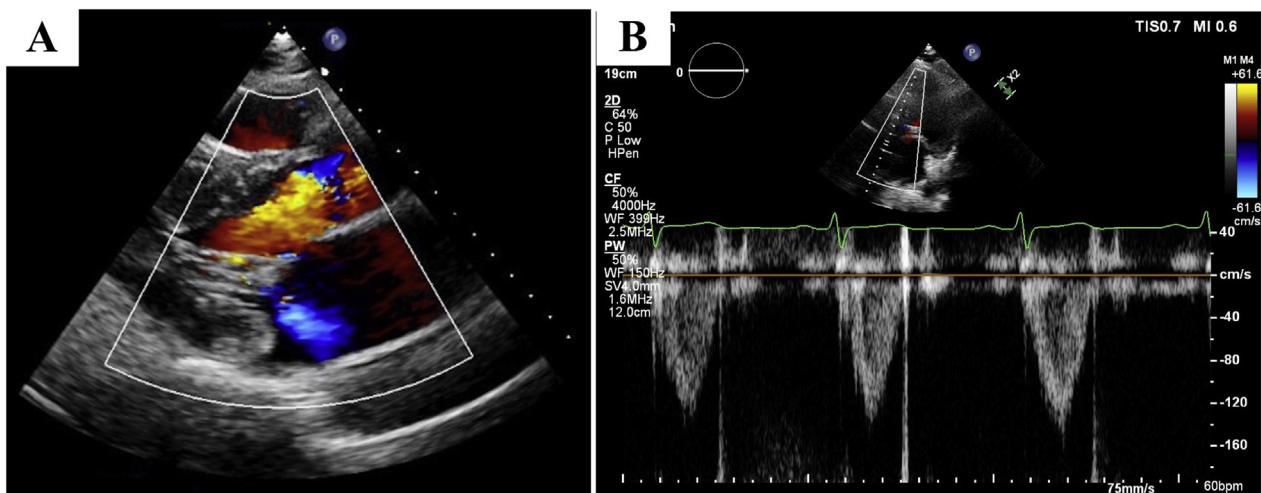 A
P
B
TIS0.7 MI 0.6
19cm
0
P
X2
M1 M4
+61.6
-61.6
cm/s
2D
64%
C 50
P Low
HPen
CF
50%
4000Hz
WF 399Hz
2.5MHz
PW
50%
WF 150Hz
SV4.0mm
1.6MHz
12.0cm
40
cm/s
-40
-80
-120
-160
75mm/s
60bpm